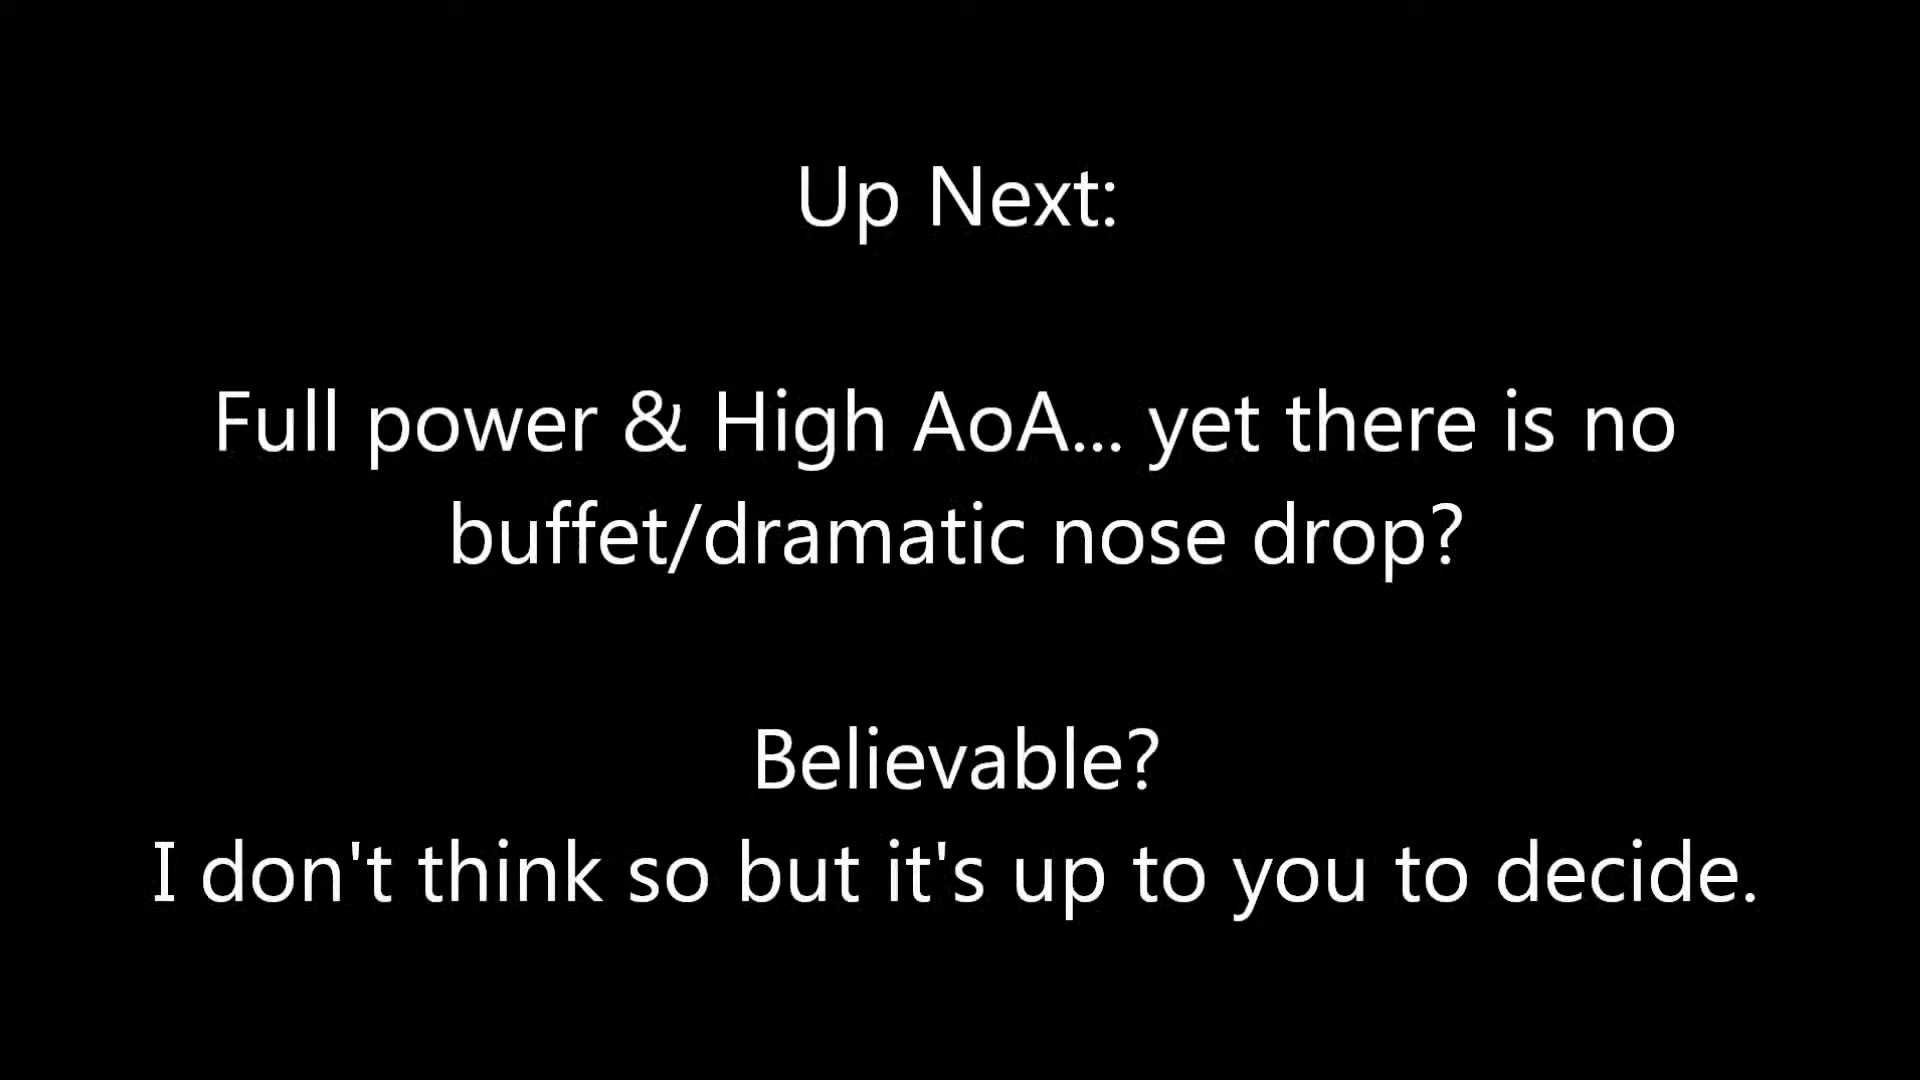 Up Next:
Full power & High AoA... yet there is no
buffet/dramatic nose drop?
Believable?
I don't think so but it's up to you to decide.